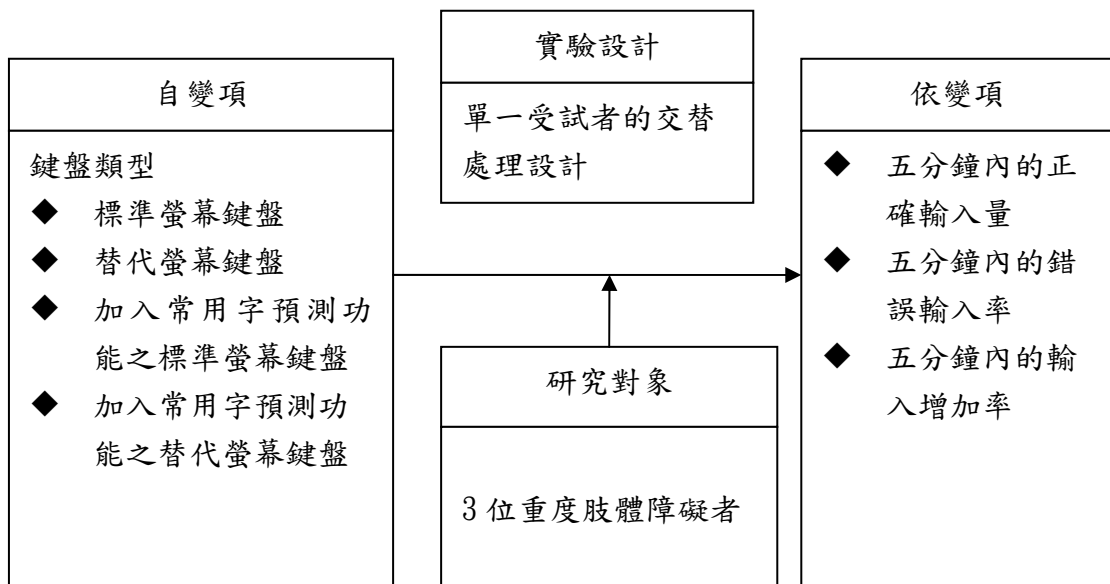 自變項
鍵盤類型
◆ 標準螢幕鍵盤
◆ 替代螢幕鍵盤
◆ 加入常用字預測功
能之標準螢幕鍵盤
◆ 加入常用字預測功
能之替代螢幕鍵盤
實驗設計
單一受試者的交替
處理設計
研究對象
3 位重度肢體障礙者
依變項
◆ 五分鐘內的正
確輸入量
◆ 五分鐘內的錯
誤輸入率
◆ 五分鐘內的輸
入增加率